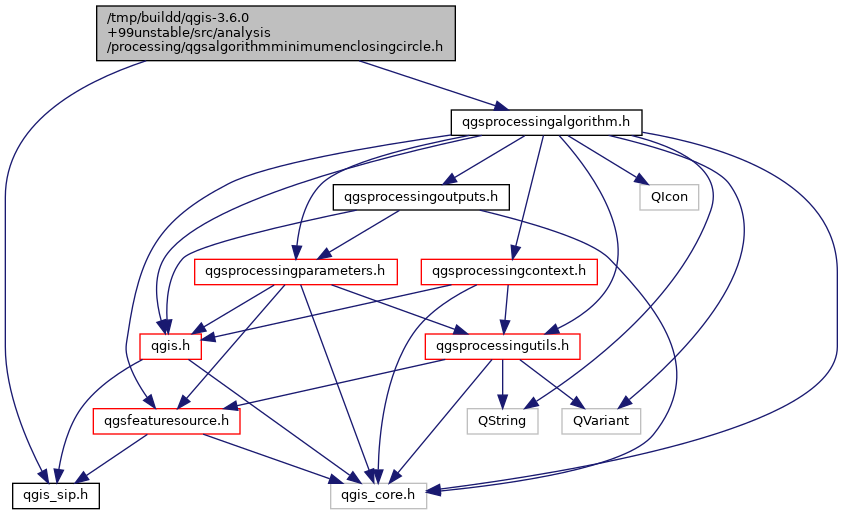 /tmp/buildd/qgis-3.6.0
+99unstable/src/analysis
/processing/qgsalgorithmminimumenclosingcircle.h
qgsprocessingalgorithm.h
qgsprocessingoutputs.h
QIcon
qgsprocessingparameters.h
qgsprocessingcontext.h
qgis.h
qgsprocessingutils.h
qgsfeaturesource.h
QString
QVariant
qgis_sip.h
qgis_core.h